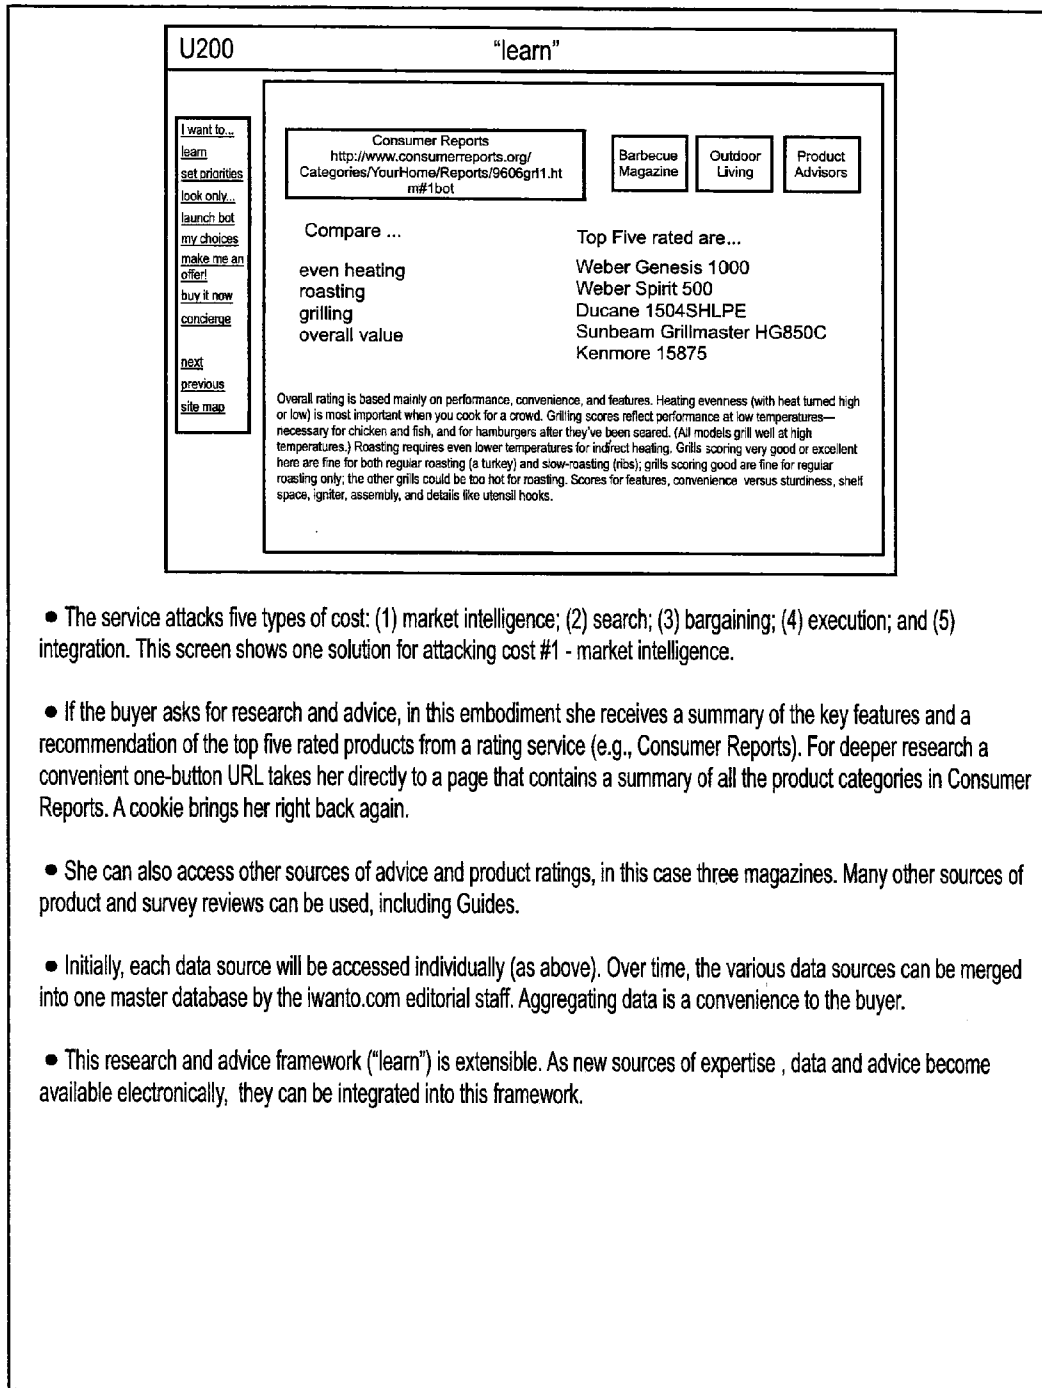 U200
“learn”
I want to...
learn
set priorities
look only...
launch bot
my choices
make me an
offer!
buy it now
concierge
next
previous
site map
Consumer Reports
http://www.consumerreports.org/
Categories/YourHome/Reports/9606grl1.ht
m#1bot
Barbecue
Magazine
Outdoor
Living
Product
Advisors
Compare ...
even heating
roasting
grilling
overall value
Top Five rated are...
Weber Genesis 1000
Weber Spirit 500
Ducane 1504SHLPE
Sunbeam Grillmaster HG850C
Kenmore 15875
Overall rating is based mainly on performance, convenience, and features. Heating evenness (with heat turned high
or low) is most important when you cook for a crowd. Grilling scores reflect performance at low temperatures—
necessary for chicken and fish, and for hamburgers after they've been seared. (All models grill well at high
temperatures.) Roasting requires even lower temperatures for indirect heating. Grills scoring very good or excellent
here are fine for both regular roasting (a turkey) and slow-roasting (ribs); grills scoring good are fine for regular
roasting only; the other grills could be too hot for roasting. Scores for features, convenience versus sturdiness, shelf
space, igniter, assembly, and details like utensil hooks.
● The service attacks five types of cost: (1) market intelligence; (2) search; (3) bargaining; (4) execution; and (5)
integration. This screen shows one solution for attacking cost #1 - market intelligence.
● If the buyer asks for research and advice, in this embodiment she receives a summary of the key features and a
recommendation of the top five rated products from a rating service (e.g., Consumer Reports). For deeper research a
convenient one-button URL takes her directly to a page that contains a summary of all the product categories in Consumer
Reports. A cookie brings her right back again.
● She can also access other sources of advice and product ratings, in this case three magazines. Many other sources of
product and survey reviews can be used, including Guides.
● Initially, each data source will be accessed individually (as above). Over time, the various data sources can be merged
into one master database by the iwanto.com editorial staff. Aggregating data is a convenience to the buyer.
● This research and advice framework (“learn”) is extensible. As new sources of expertise , data and advice become
available electronically, they can be integrated into this framework.